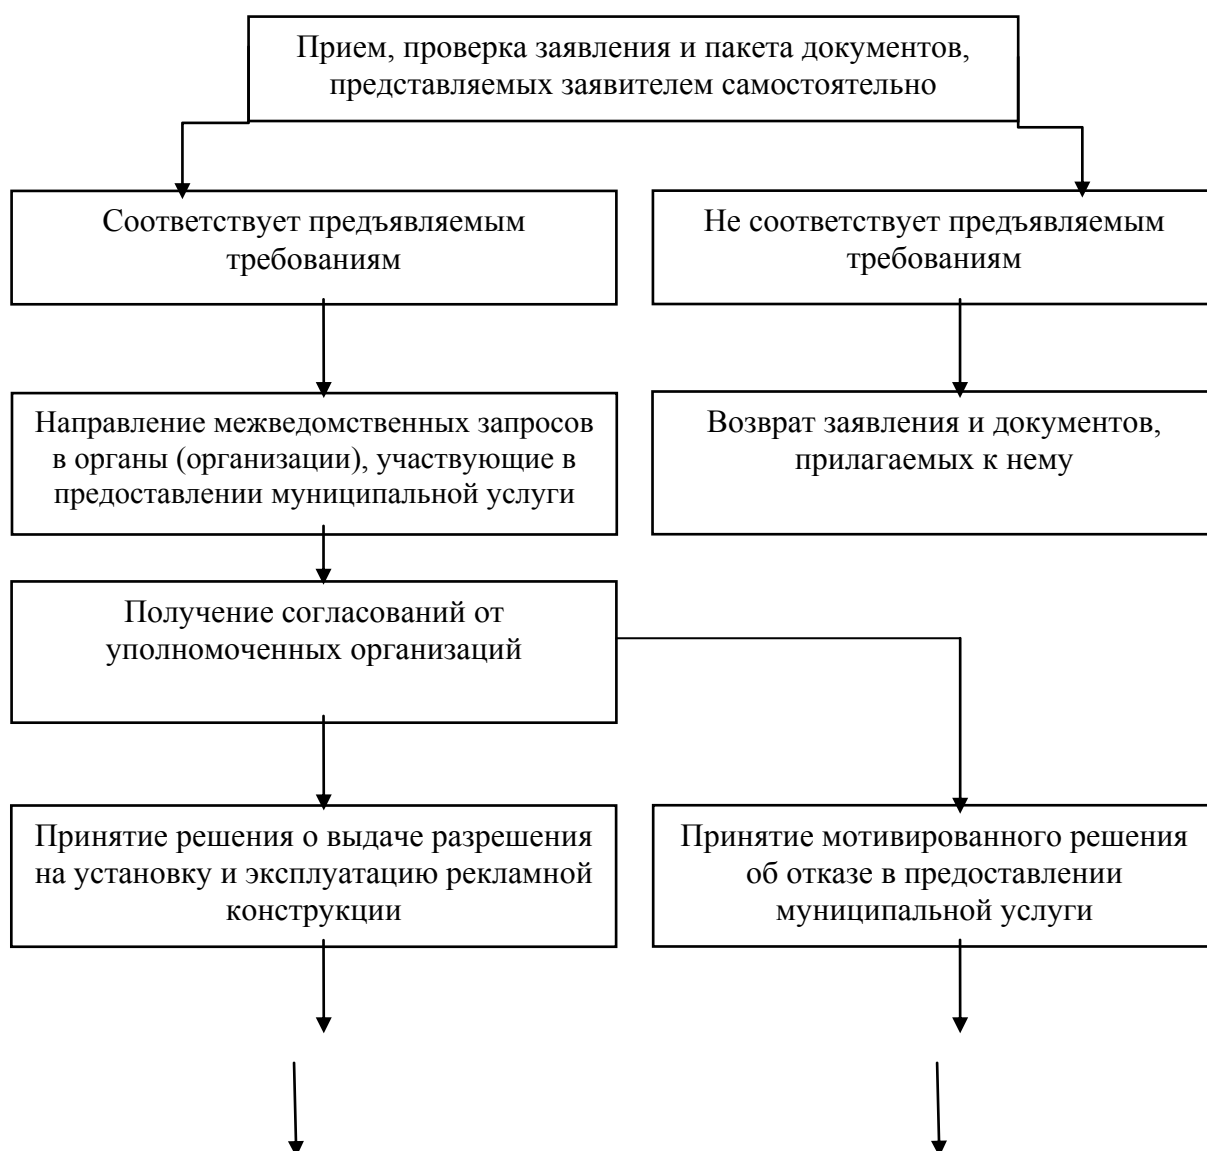 Прием, проверка заявления и пакета документов,
представляемых заявителем самостоятельно
Соответствует предъявляемым
требованиям
Не соответствует предъявляемым
требованиям
Направление межведомственных запросов
в органы (организации), участвующие в
предоставлении муниципальной услуги
Возврат заявления и документов,
прилагаемых к нему
Получение согласований от
уполномоченных организаций
Принятие решения о выдаче разрешения
на установку и эксплуатацию рекламной
конструкции
Принятие мотивированного решения
об отказе в предоставлении
муниципальной услуги